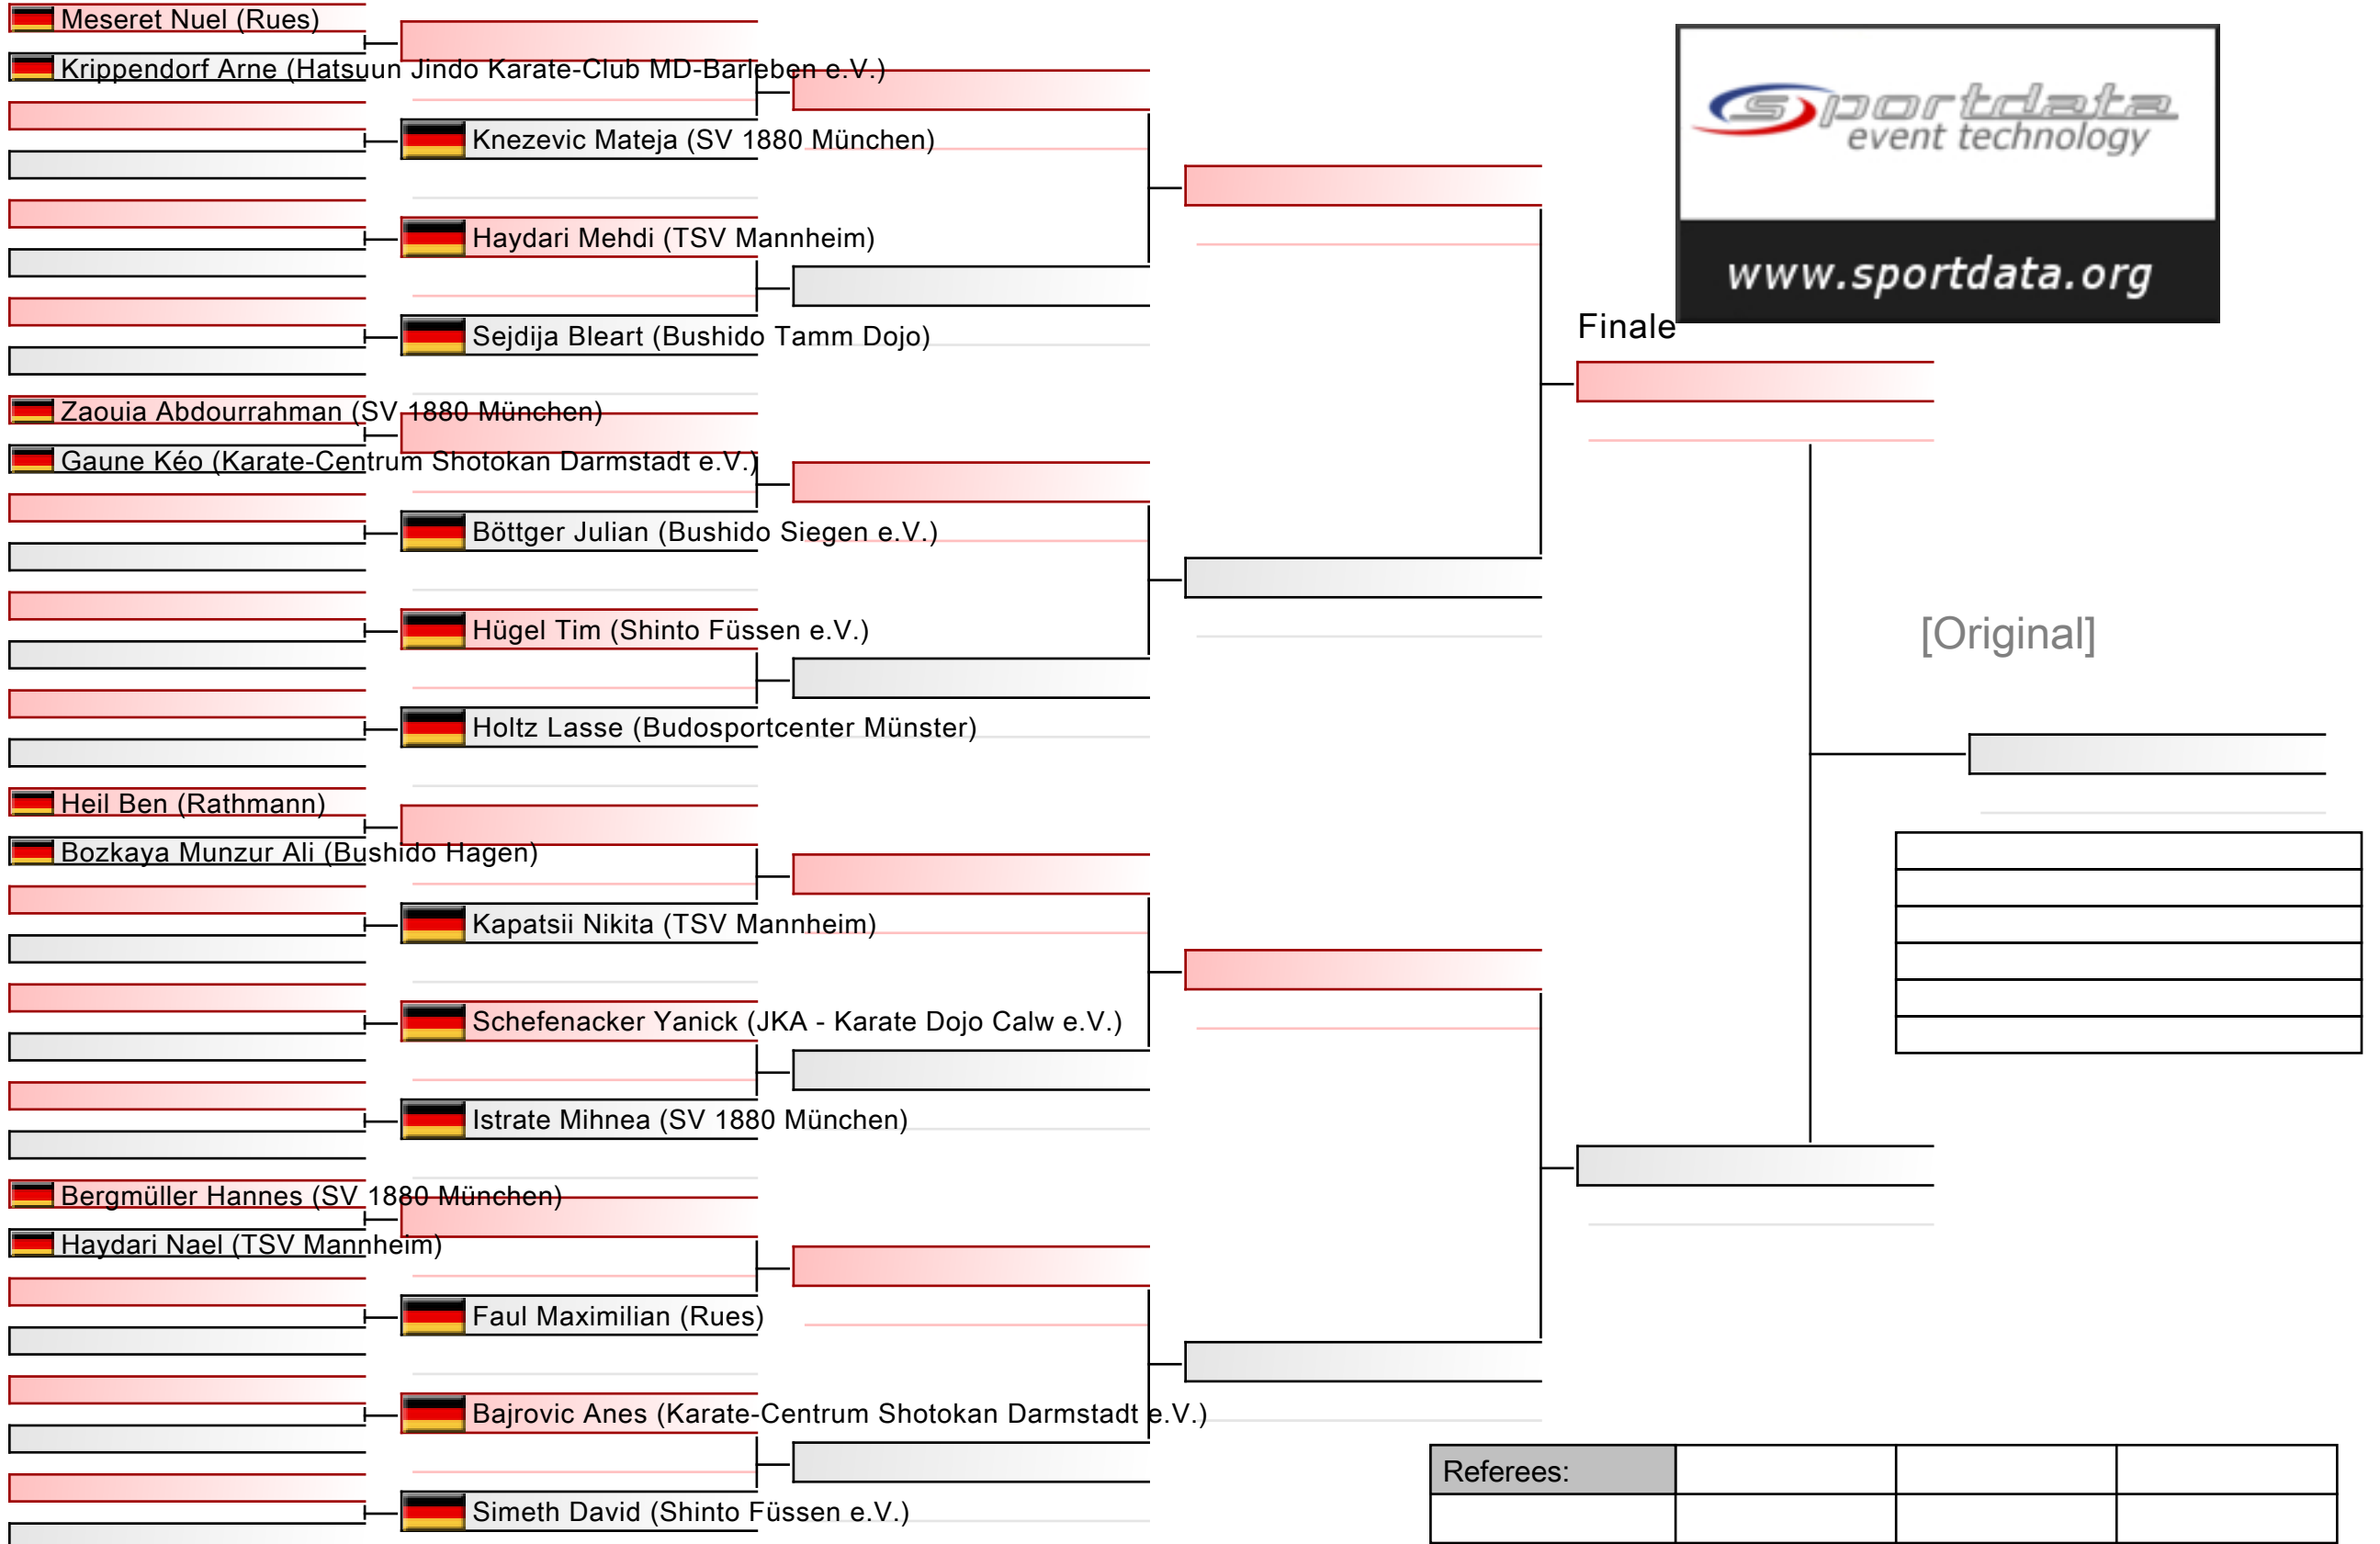 Meseret Nuel (Rues)
Krippendorf Arne (Hatsuun Jindo Karate-Club MD-Barleben e.V.)
Knezevic Mateja (SV 1880 München)
Haydari Mehdi (TSV Mannheim)
Sejdija Bleart (Bushido Tamm Dojo)
Zaouia Abdourrahman (SV 1880 München)
Gaune Kéo (Karate-Centrum Shotokan Darmstadt e.V.)
Böttger Julian (Bushido Siegen e.V.)
Hügel Tim (Shinto Füssen e.V.)
Holtz Lasse (Budosportcenter Münster)
Heil Ben (Rathmann)
Bozkaya Munzur Ali (Bushido Hagen)
Kapatsii Nikita (TSV Mannheim)
Schefenacker Yanick (JKA - Karate Dojo Calw e.V.)
Istrate Mihnea (SV 1880 München)
Bergmüller Hannes (SV 1880 München)
Haydari Nael (TSV Mannheim)
Faul Maximilian (Rues)
Bajrovic Anes (Karate-Centrum Shotokan Darmstadt e.V.)
Simeth David (Shinto Füssen e.V.)
sportdata
event technology
www.sportdata.org
Finale
[Original]
Referees: